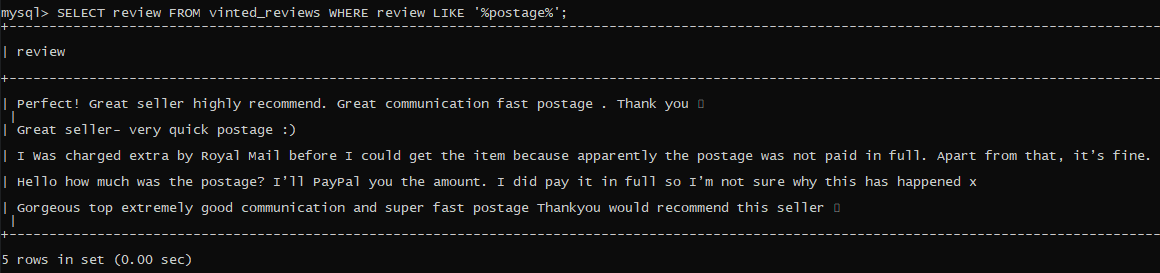 mysql> SELECT review FROM vinted_reviews WHERE review LIKE '%postage%';
| review
| Perfect! Great seller highly recommend. Great communication fast postage . Thank you
|
| Great seller- very quick postage :)
| I Was charged extra by Royal Mail before I could get the item because apparently the postage was not paid in full. Apart from that, it’s fine.
| Hello how much was the postage? I’ll PayPal you the amount. I did pay it in full so I’m not sure why this has happened x
| Gorgeous top extremely good communication and super fast postage Thankyou would recommend this seller
|
5 rows in set (0.00 sec)